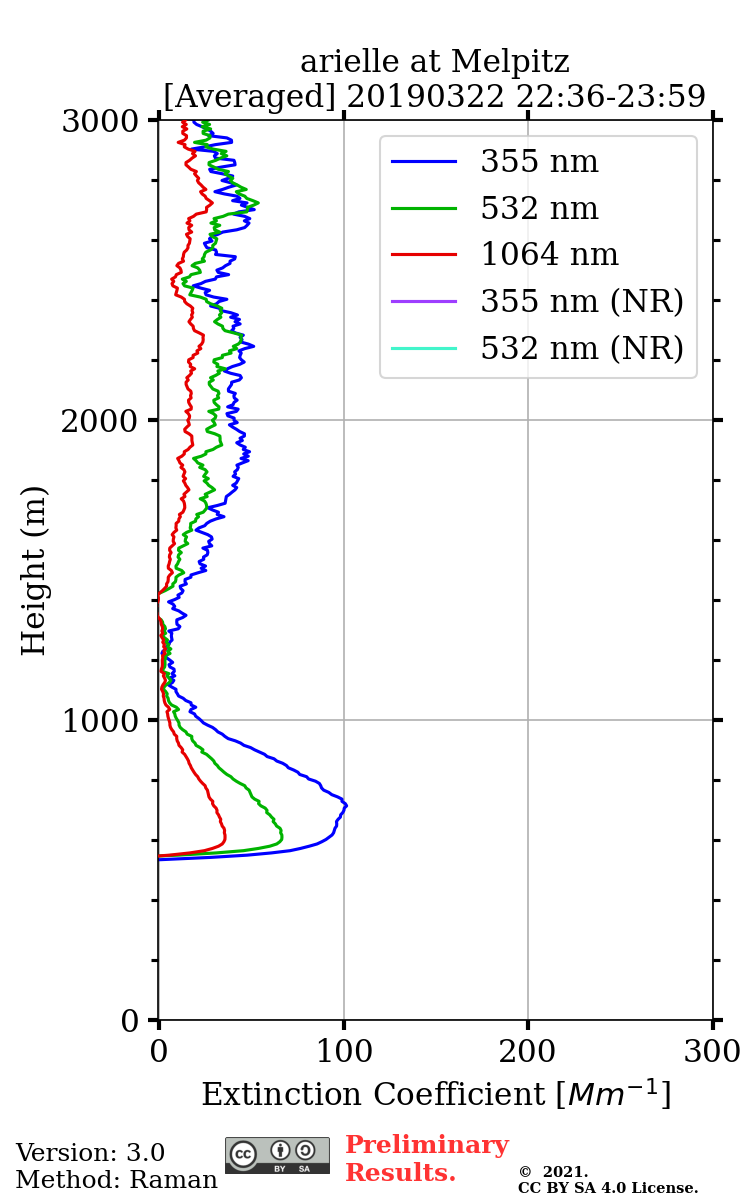 arielle at Melpitz
[Averaged] 20190322 22:36-23:59
3000
2000
1000
0
Height (m)
355 nm
532 nm
1064 nm
355 nm (NR)
532 nm (NR)
0 100 200 300
Extinction Coefficient [Mm⁻¹]
Version: 3.0
Method: Raman
cc BY SA
Preliminary
Results.
© 2021.
CC BY SA 4.0 License.